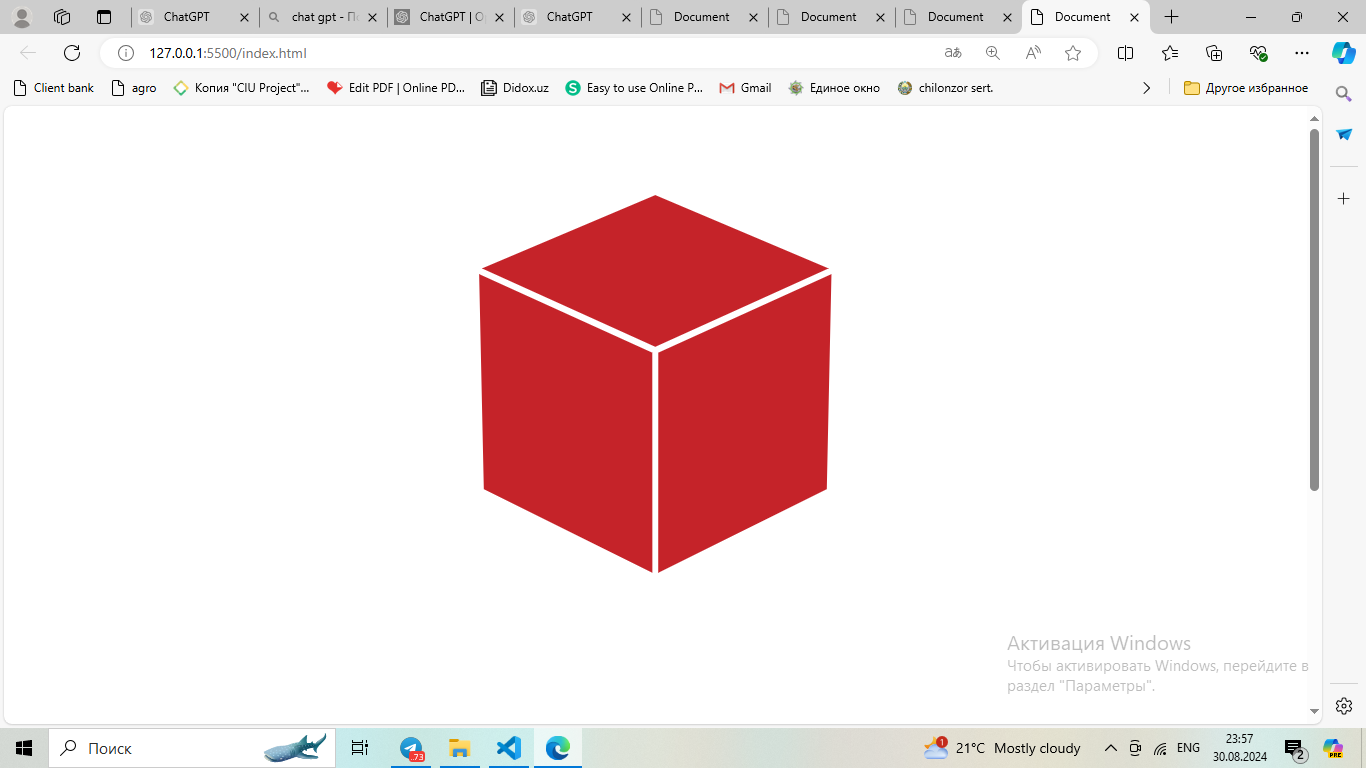 ChatGPT
chat gpt - По
ChatGPT | O
ChatGPT
Document
Document
Document
Document
127.0.0.1:5500/index.html
Client bank
agro
Копия "CIU Project"...
Edit PDF | Online PD...
Didox.uz
Easy to use Online P...
Gmail
Единое окно
chilonzor sert.
Другое избранное
Активация Windows
Чтобы активировать Windows, перейдите в
раздел "Параметры".
Поиск
.73
1
21°C Mostly cloudy
ENG
23:57
30.08.2024
2
PRE